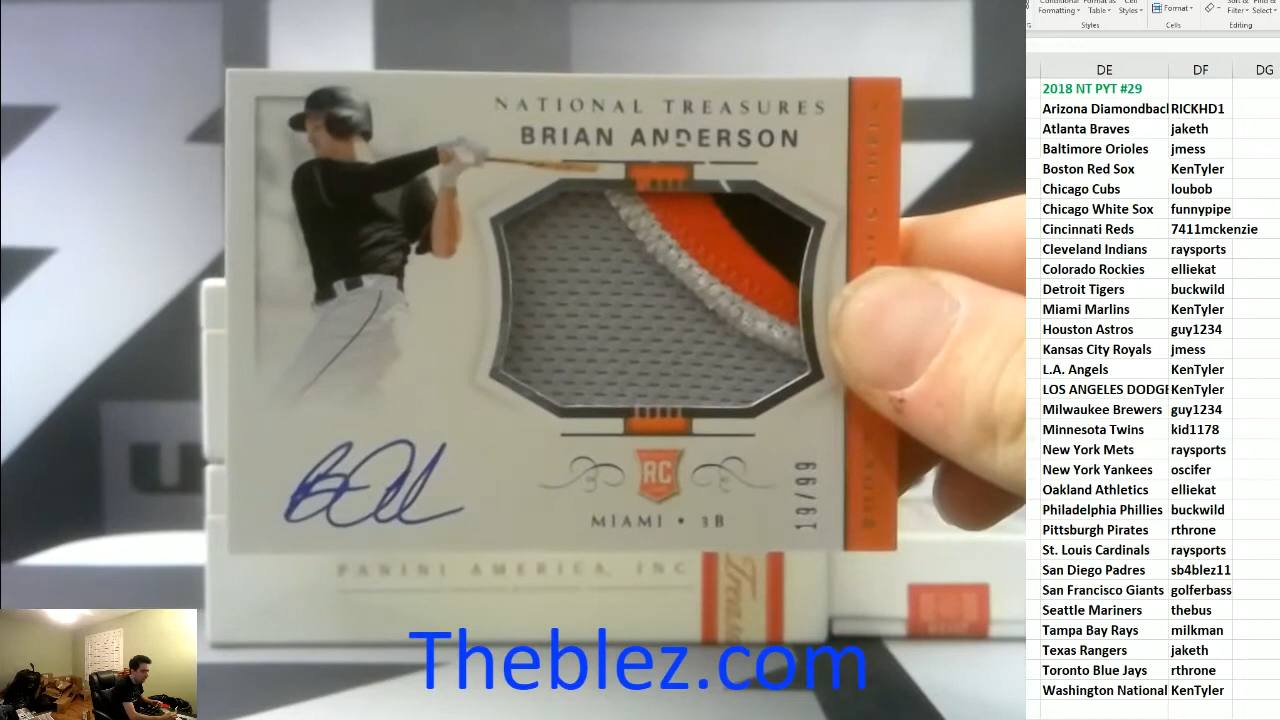 NATIONAL TREASURES
BRIAN ANDERSON
RC
MIAMI • 3B
19/99
PANINI AMERICA, INC
Treasu
Theblez.com
Formatting Table Styles
Styles
Format
Cells
Filter Select
Editing
DE DF DG
2018 NT PYT #29
Arizona Diamondbac RICKHD1
Atlanta Braves jaketh
Baltimore Orioles jmess
Boston Red Sox KenTyler
Chicago Cubs loubob
Chicago White Sox funnypipe
Cincinnati Reds 7411mckenzie
Cleveland Indians raysports
Colorado Rockies elliekat
Detroit Tigers buckwild
Miami Marlins KenTyler
Houston Astros guy1234
Kansas City Royals jmess
L.A. Angels KenTyler
LOS ANGELES DODGE KenTyler
Milwaukee Brewers guy1234
Minnesota Twins kid1178
New York Mets raysports
New York Yankees oscifer
Oakland Athletics elliekat
Philadelphia Phillies buckwild
Pittsburgh Pirates rthrone
St. Louis Cardinals raysports
San Diego Padres sb4blez11
San Francisco Giants golferbass
Seattle Mariners thebus
Tampa Bay Rays milkman
Texas Rangers jaketh
Toronto Blue Jays rthrone
Washington National KenTyler